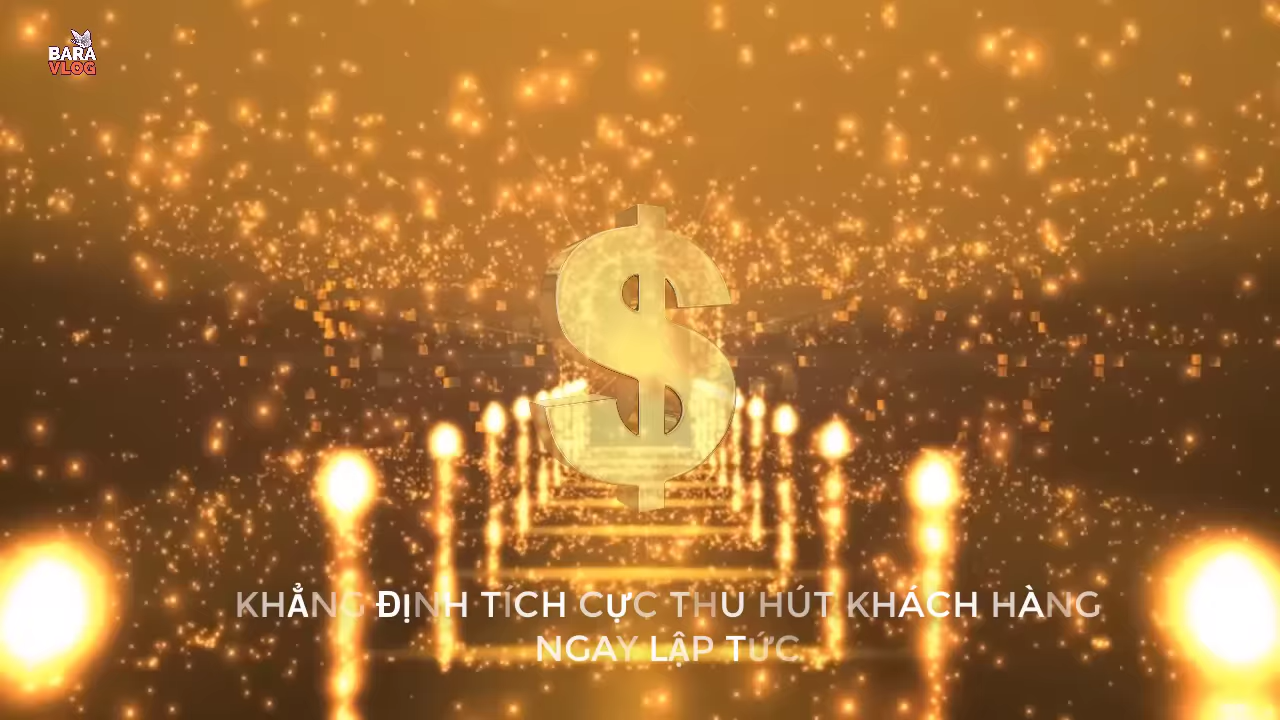 BARA
VLOG
KHẲNG ĐỊNH TÍCH CỰC THU HÚT KHÁCH HÀNG
NGAY LẬP TỨC